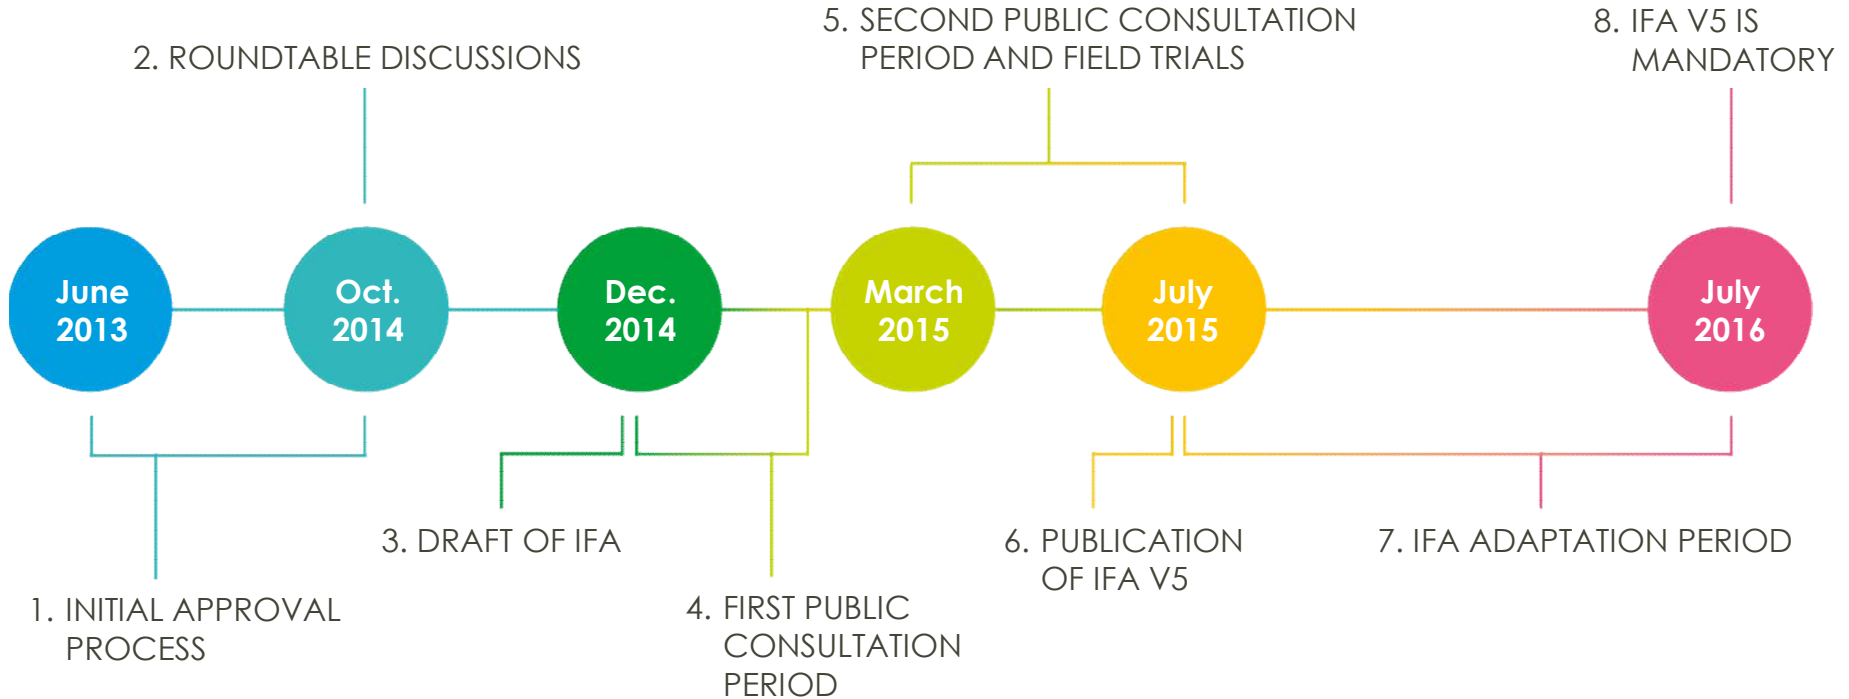 5. SECOND PUBLIC CONSULTATION
PERIOD AND FIELD TRIALS
8. IFA V5 IS
MANDATORY
2. ROUNDTABLE DISCUSSIONS
June
2013
Oct.
2014
Dec.
2014
March
2015
July
2015
July
2016
3. DRAFT OF IFA
6. PUBLICATION
OF IFA V5
7. IFA ADAPTATION PERIOD
1. INITIAL APPROVAL
PROCESS
4. FIRST PUBLIC
CONSULTATION
PERIOD